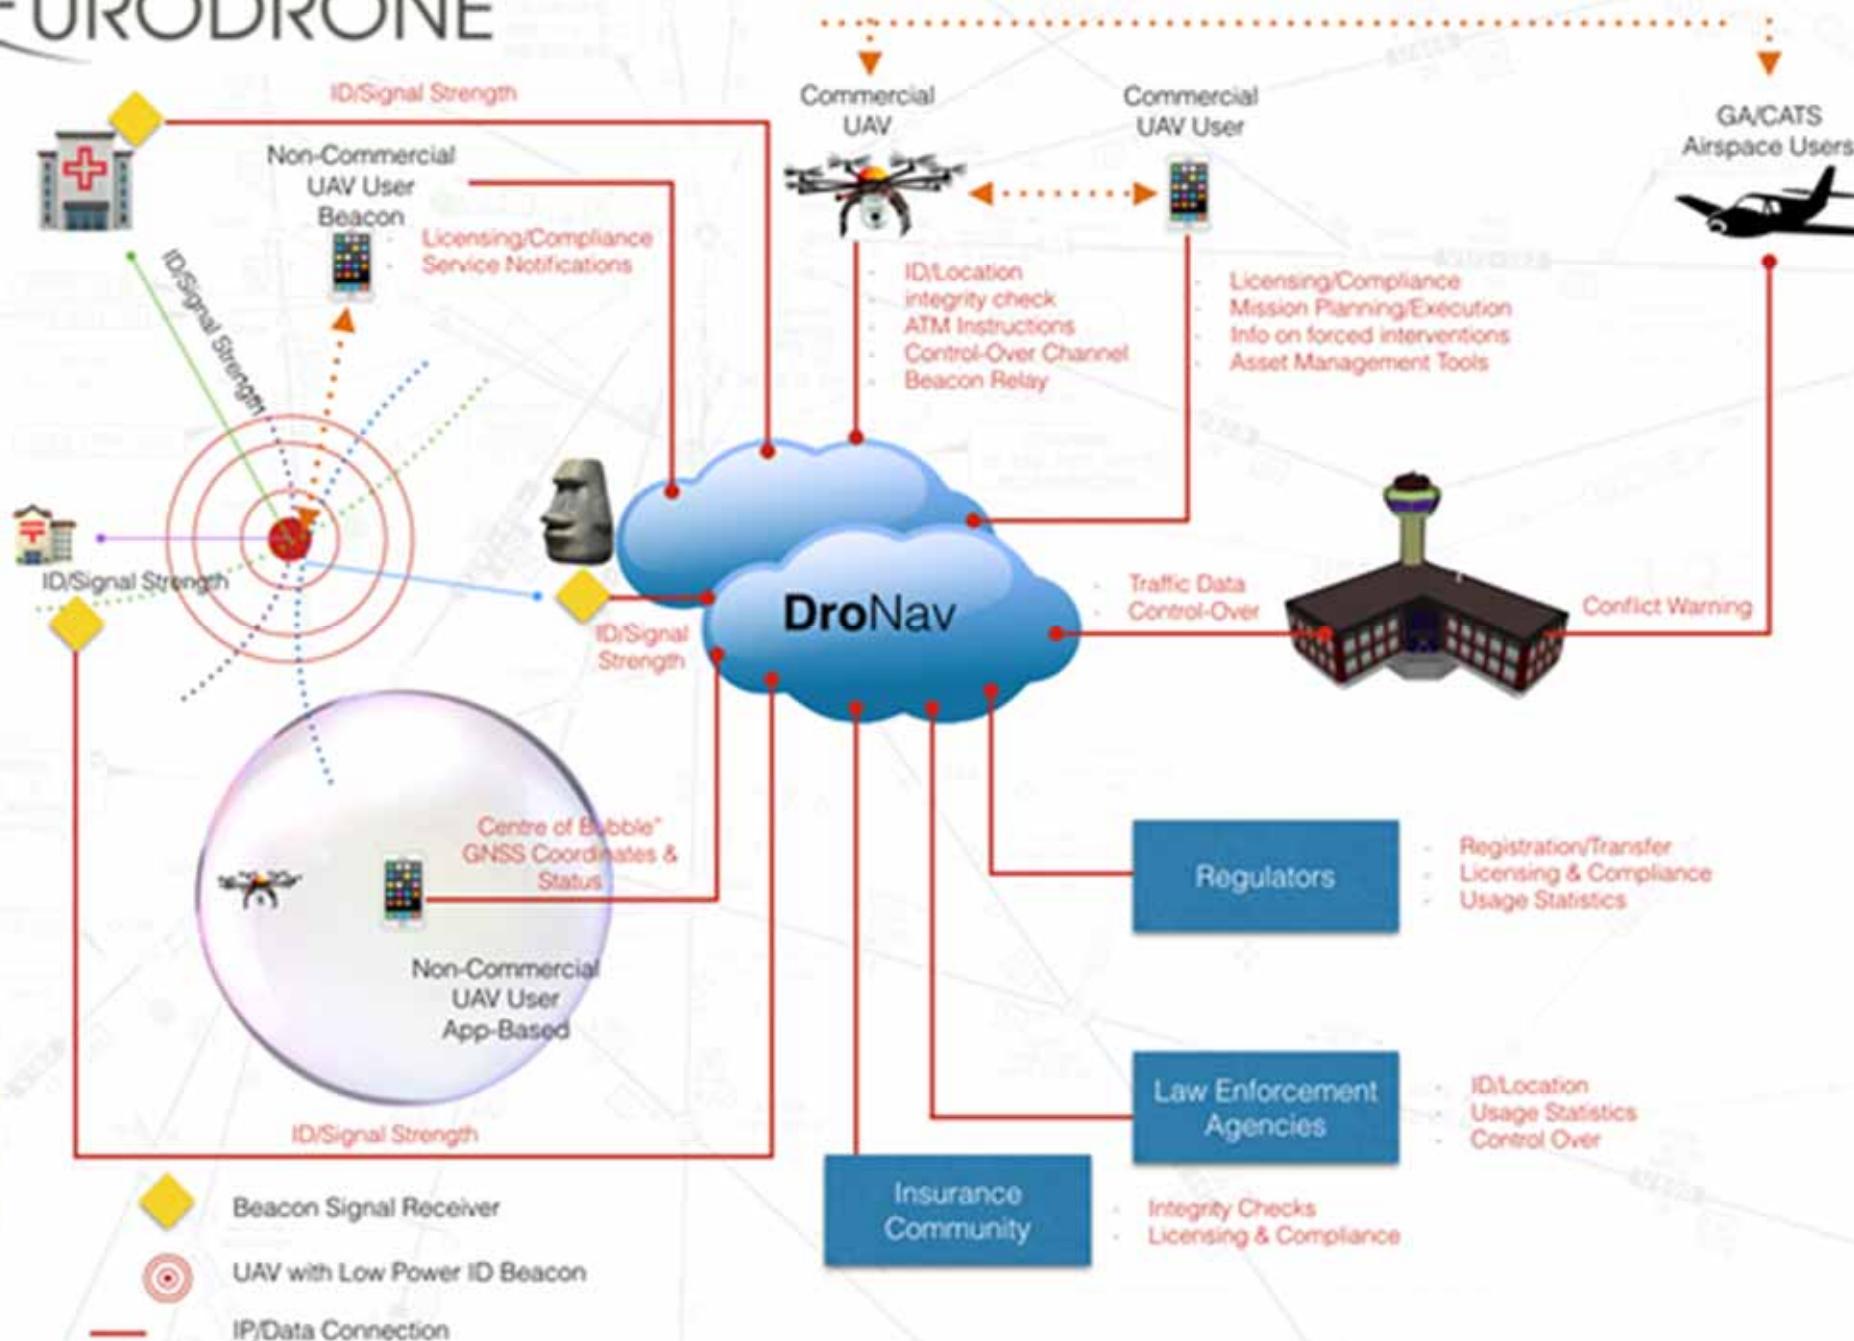 EURODRONE
ID/Signal Strength
Non-Commercial
UAV User
Beacon
Licensing/Compliance
Service Notifications
ID/Signal Strength
Commercial
UAV
Commercial
UAV User
GA/CATS
Airspace Users
- ID/Location
- integrity check
- ATM Instructions
- Control-Over Channel
- Beacon Relay
- Licensing/Compliance
- Mission Planning/Execution
- Info on forced interventions
- Asset Management Tools
ID/Signal Strength
ID/Signal
Strength
DroNav
- Traffic Data
- Control-Over
Conflict Warning
Centre of Bubble"
GNSS Coordinates &
Status
Non-Commercial
UAV User
App-Based
ID/Signal Strength
Regulators
- Registration/Transfer
- Licensing & Compliance
- Usage Statistics
Law Enforcement
Agencies
- ID/Location
- Usage Statistics
- Control Over
Insurance
Community
- Integrity Checks
- Licensing & Compliance
Beacon Signal Receiver
UAV with Low Power ID Beacon
IP/Data Connection